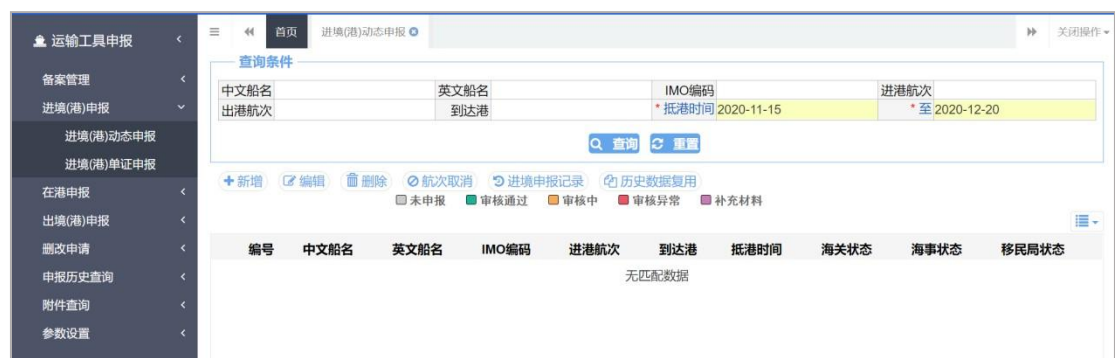 运输工具申报
备案管理
进境(港)申报
进境(港)动态申报
进境(港)单证申报
在港申报
出境(港)申报
删改申请
申报历史查询
附件查询
参数设置
首页 进境(港)动态申报 关闭操作
查询条件
中文船名 英文船名 IMO编码 进港航次
出港航次 到达港 *抵港时间 2020-11-15 *至 2020-12-20
查询 重置
新增 编辑 删除 航次取消 进境申报记录 历史数据复用
未申报 审核通过 审核中 审核异常 补充材料
编号 中文船名 英文船名 IMO编码 进港航次 到达港 抵港时间 海关状态 海事状态 移民局状态
无匹配数据